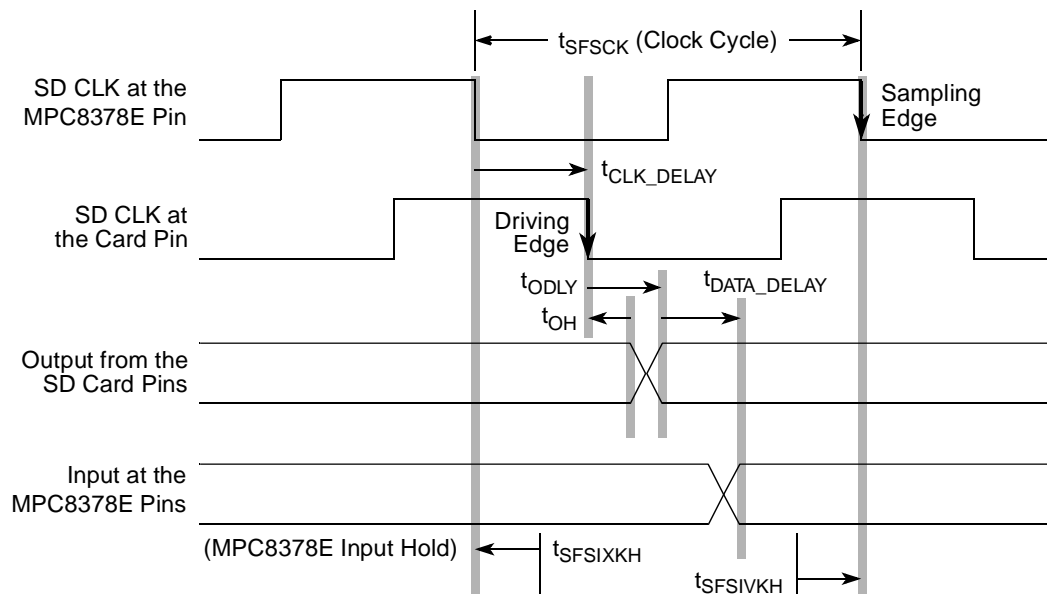 tSFSCK (Clock Cycle)
SD CLK at the
MPC8378E Pin
Sampling
Edge
tCLK_DELAY
SD CLK at
the Card Pin
Driving
Edge
tODLY
tDATA_DELAY
tOH
Output from the
SD Card Pins
Input at the
MPC8378E Pins
(MPC8378E Input Hold)
tSFSIXKH
tSFSIVKH